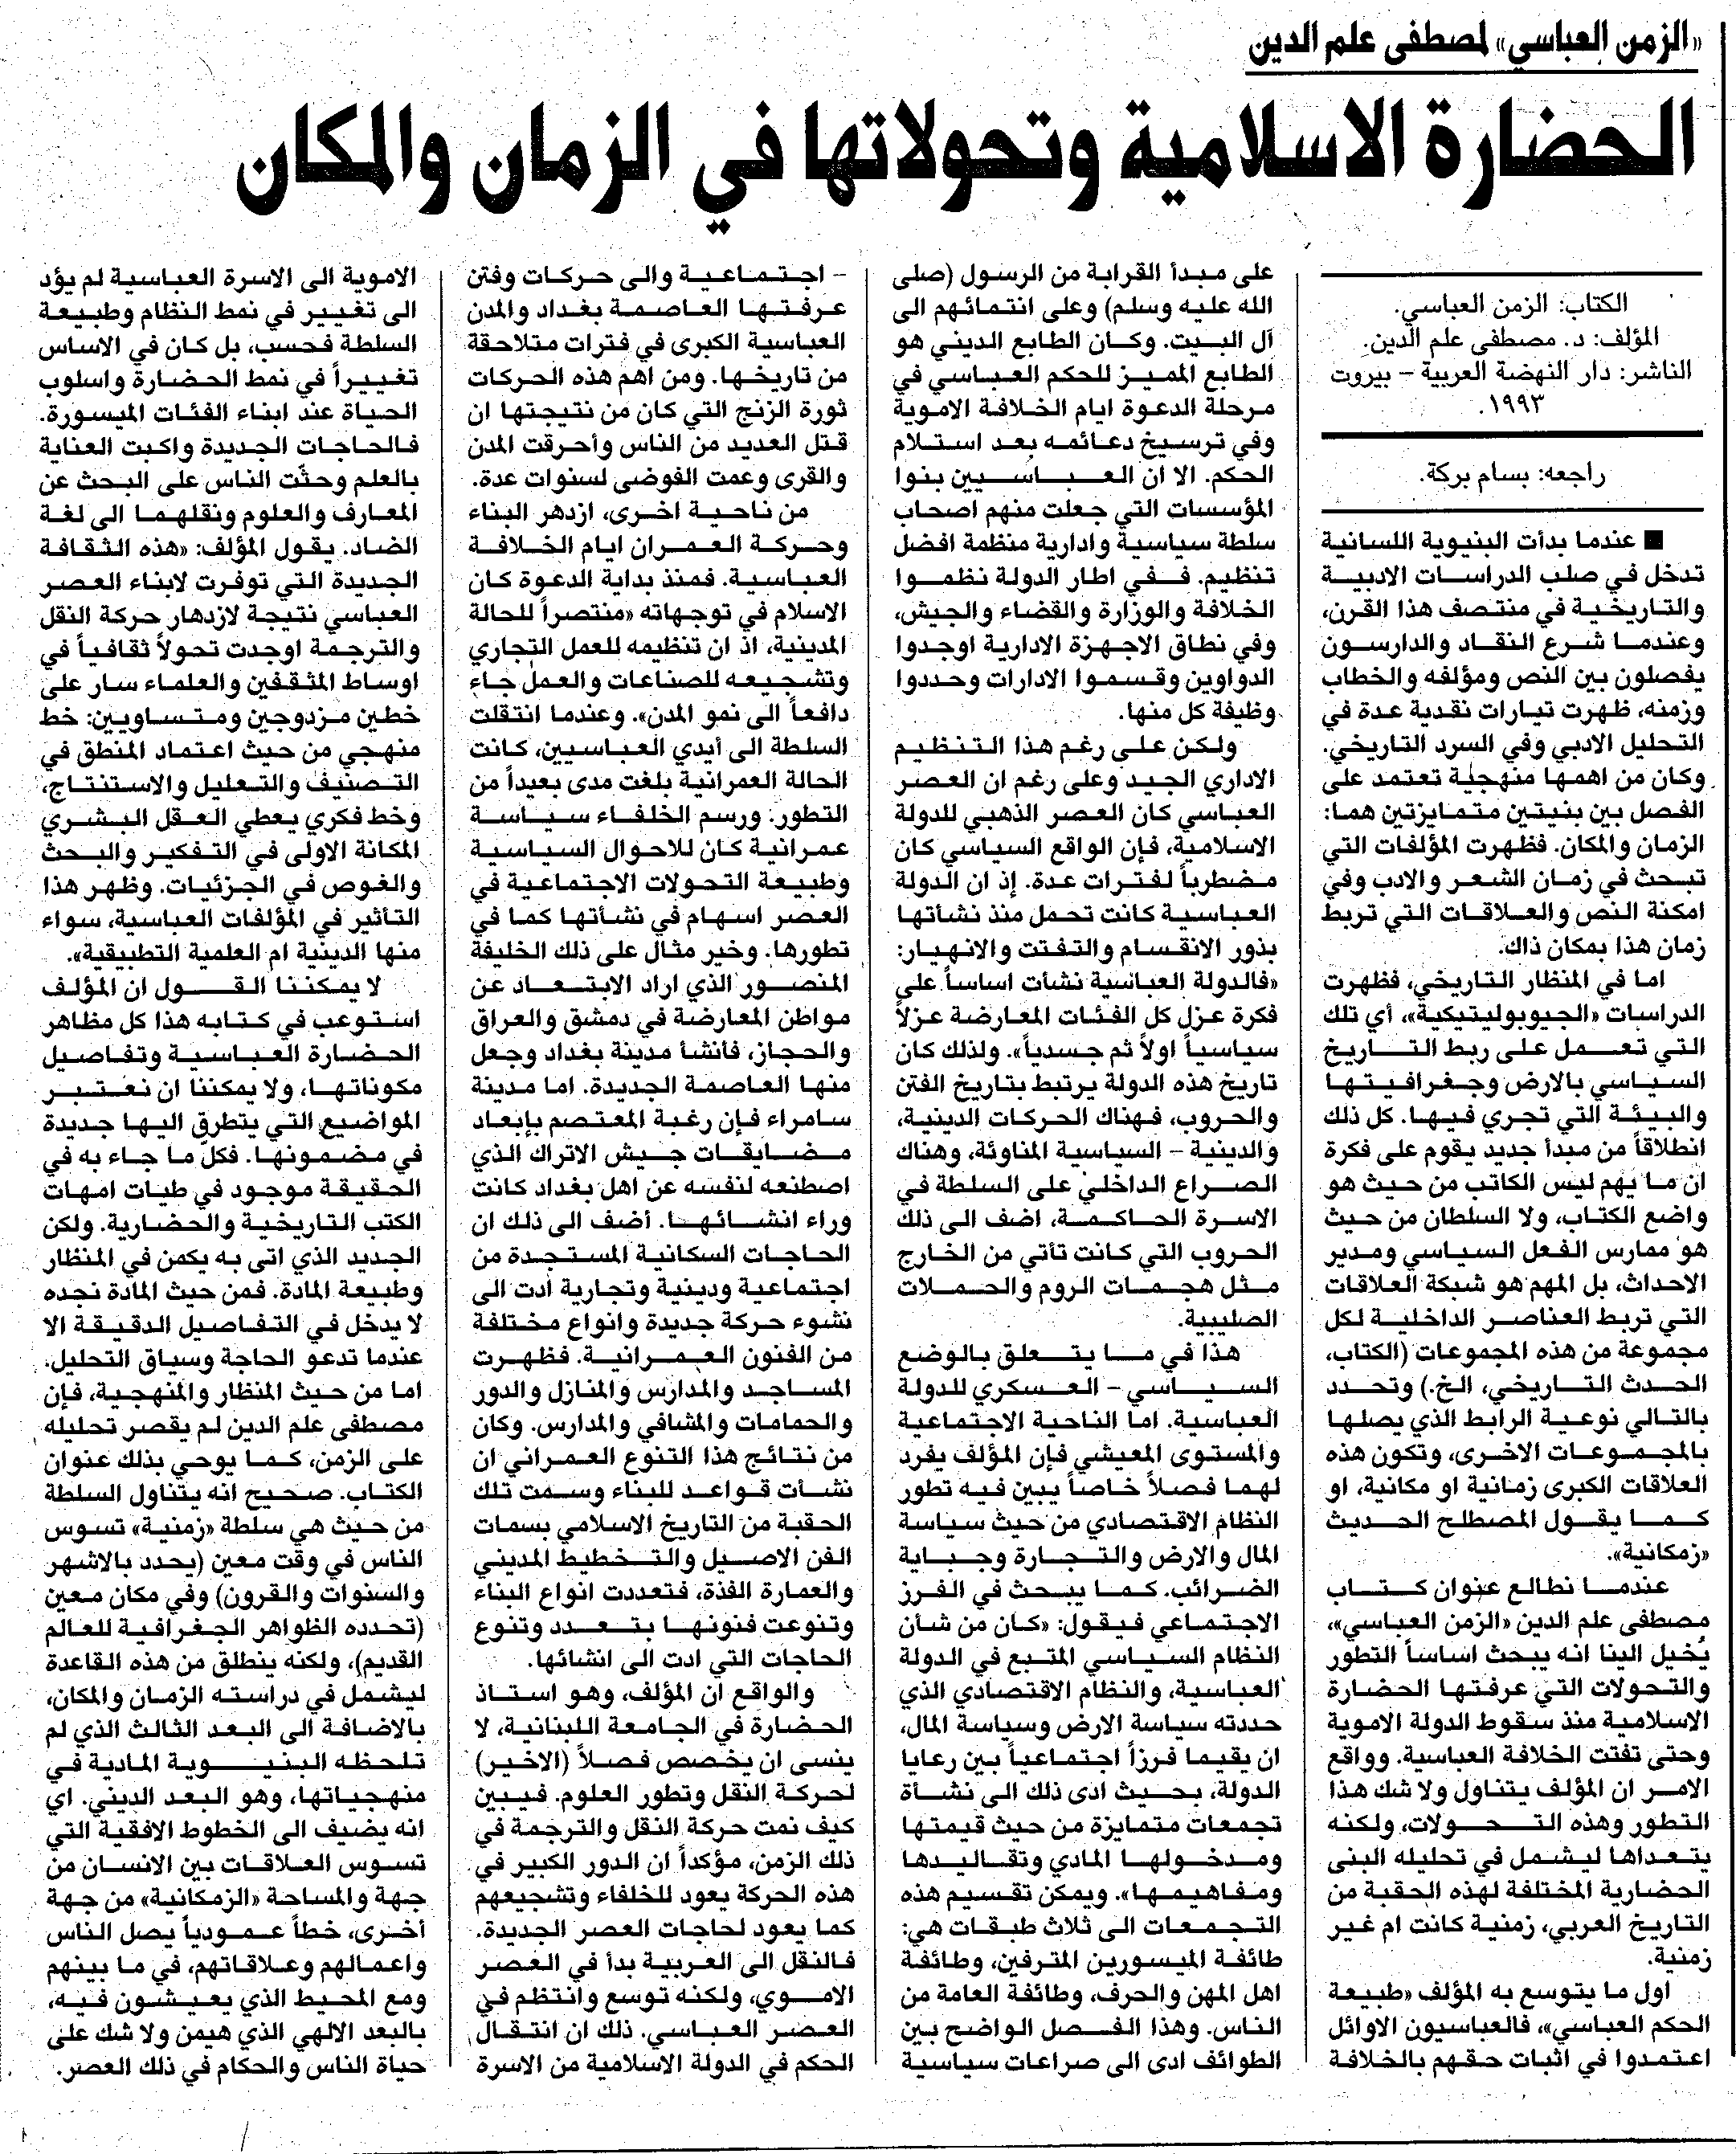 «الزمن العباسي» لمصطفى علم الدين
الحضارة الاسلامية وتحولاتها في الزمان والمكان
الكتاب: الزمن العباسي.
المؤلف: د. مصطفى علم الدين.
الناشر: دار النهضة العربية – بيروت
١٩٩٣.
راجعه: بسام بركة.
■ عندما بدأت البنيوية اللسانية
تدخل في صلب الدراسات الادبية
والتاريخية في منتصف هذا القرن،
وعندما شرع النقاد والدارسون
يفصلون بين النص ومؤلفه والخطاب
وزمنه، ظهرت تيارات نقدية عدة في
التحليل الادبي وفي السرد التاريخي.
وكان من اهمها منهجية تعتمد على
الفصل بين بنيتين متمايزتين هما:
الزمان والمكان. فظهرت المؤلفات التي
تبحث في زمان الشعر والادب وفي
امكنة النص والعلاقات التي تربط
زمان هذا بمكان ذاك.
اما في المنظار التاريخي، فظهرت
الدراسات «الجيوبوليتيكية»، أي تلك
التي تعمل على ربط التاريخ
السياسي بالارض وجغرافيتها
والبيئة التي تجري فيها. كل ذلك
انطلاقاً من مبدأ جديد يقوم على فكرة
ان ما يهم ليس الكاتب من حيث هو
واضع الكتاب، ولا السلطان من حيث
هو ممارس الفعل السياسي ومدير
الاحداث، بل المهم هو شبكة العلاقات
التي تربط العناصر الداخلية لكل
مجموعة من هذه المجموعات (الكتاب،
الحدث التاريخي، الخ.) وتحدد
بالتالي نوعية الرابط الذي يصلها
بالمجموعات الاخرى، وتكون هذه
العلاقات الكبرى زمانية او مكانية، او
كما يقول المصطلح الحديث
«زمكانية».
عندما نطالع عنوان كتاب
مصطفى علم الدين «الزمن العباسي»،
يُخيل الينا انه يبحث اساساً التطور
والتحولات التي عرفتها الحضارة
الاسلامية منذ سقوط الدولة الاموية
وحتى تفتت الخلافة العباسية. وواقع
الامر ان المؤلف يتناول ولا شك هذا
التطور وهذه التحولات، ولكنه
يتعداها ليشمل في تحليله البنى
الحضارية المختلفة لهذه الحقبة من
التاريخ العربي، زمنية كانت ام غير
زمنية.
اول ما يتوسع به المؤلف «طبيعة
الحكم العباسي»، فالعباسيون الاوائل
اعتمدوا في اثبات حقهم بالخلافة
على مبدأ القرابة من الرسول (صلى
الله عليه وسلم) وعلى انتمائهم الى
آل البيت. وكان الطابع الديني هو
الطابع المميز للحكم العباسي في
مرحلة الدعوة ايام الخلافة الاموية
وفي ترسيخ دعائمه بعد استلام
الحكم. الا ان العباسيين بنوا
المؤسسات التي جعلت منهم اصحاب
سلطة سياسية وادارية منظمة افضل
تنظيم. ففي اطار الدولة نظموا
الخلافة والوزارة والقضاء والجيش،
وفي نطاق الاجهزة الادارية اوجدوا
الدواوين وقسموا الادارات وحددوا
وظيفة كل منها.
ولكن على رغم هذا التنظيم
الاداري الجيد وعلى رغم ان العصر
العباسي كان العصر الذهبي للدولة
الاسلامية، فإن الواقع السياسي كان
مضطرباً لفترات عدة. إذ ان الدولة
العباسية كانت تحمل منذ نشأتها
بذور الانقسام والتفتت والانهيار:
«فالدولة العباسية نشأت اساساً على
فكرة عزل كل الفئات المعارضة عزلاً
سياسياً اولاً ثم جسدياً». ولذلك كان
تاريخ هذه الدولة يرتبط بتاريخ الفتن
والحروب، فهناك الحركات الدينية،
والدينية – السياسية المناوئة، وهناك
الصراع الداخلي على السلطة في
الاسرة الحاكمة، اضف الى ذلك
الحروب التي كانت تأتي من الخارج
مثل هجمات الروم والحملات
الصليبية.
هذا في ما يتعلق بالوضع
السياسي – العسكري للدولة
العباسية. اما الناحية الاجتماعية
والمستوى المعيشي فإن المؤلف يفرد
لهما فصلاً خاصاً يبين فيه تطور
النظام الاقتصادي من حيث سياسة
المال والارض والتجارة وجباية
الضرائب. كما يبحث في الفرز
الاجتماعي فيقول: «كان من شأن
النظام السياسي المتبع في الدولة
العباسية، والنظام الاقتصادي الذي
حددته سياسة الارض وسياسة المال،
ان يقيما فرزاً اجتماعياً بين رعايا
الدولة، بحيث ادى ذلك الى نشأة
تجمعات متمايزة من حيث قيمتها
ومدخولها المادي وتقاليدها
ومفاهيمها». ويمكن تقسيم هذه
التجمعات الى ثلاث طبقات هي:
طائفة الميسورين المترفين، وطائفة
اهل المهن والحرف، وطائفة العامة من
الناس. وهذا الفصل الواضح بين
الطوائف ادى الى صراعات سياسية
– اجتماعية والى حركات وفتن
عرفتها العاصمة بغداد والمدن
العباسية الكبرى في فترات متلاحقة
من تاريخها. ومن اهم هذه الحركات
ثورة الزنج التي كان من نتيجتها ان
قتل العديد من الناس وأحرقت المدن
والقرى وعمت الفوضى لسنوات عدة.
من ناحية اخرى، ازدهر البناء
وحركة العمران ايام الخلافة
العباسية. فمنذ بداية الدعوة كان
الاسلام في توجهاته «منتصراً للحالة
المدينية، اذ ان تنظيمه للعمل التجاري
وتشجيعه للصناعات والعمل جاء
دافعاً الى نمو المدن». وعندما انتقلت
السلطة الى أيدي العباسيين، كانت
الحالة العمرانية بلغت مدى بعيداً من
التطور: ورسم الخلفاء سياسة
عمرانية كان للاحوال السياسية
وطبيعة التحولات الاجتماعية في
العصر اسهام في نشأتها كما في
تطورها. وخير مثال على ذلك الخليفة
المنصور الذي اراد الابتعاد عن
مواطن المعارضة في دمشق والعراق
والحجاز، فأنشأ مدينة بغداد وجعل
منها العاصمة الجديدة. اما مدينة
سامراء فإن رغبة المعتصم بإبعاد
مضايقات جيش الاتراك الذي
اصطنعه لنفسه عن اهل بغداد كانت
وراء انشائها. أضف الى ذلك ان
الحاجات السكانية المستجدة من
اجتماعية ودينية وتجارية ادت الى
نشوء حركة جديدة وانواع مختلفة
من الفنون العمرانية. فظهرت
المساجد والمدارس والمنازل والدور
والحمامات والمشافي والمدارس. وكان
من نتائج هذا التنوع العمراني ان
نشأت قواعد للبناء وسمت تلك
الحقبة من التاريخ الاسلامي بسمات
الفن الاصيل والتخطيط المديني
والعمارة الفذة، فتعددت انواع البناء
وتنوعت فنونها بتعدد وتنوع
الحاجات التي ادت الى انشائها.
والواقع ان المؤلف، وهو استاذ
الحضارة في الجامعة اللبنانية، لا
ينسى ان يخصص فصلاً (الاخير)
لحركة النقل وتطور العلوم. فيبين
كيف نمت حركة النقل والترجمة في
ذلك الزمن، مؤكداً ان الدور الكبير في
هذه الحركة يعود للخلفاء وتشجيعهم
كما يعود لحاجات العصر الجديدة.
فالنقل الى العربية بدأ في العصر
الاموي، ولكنه توسع وانتظم في
العصر العباسي. ذلك ان انتقال
الحكم في الدولة الاسلامية من الاسرة
الاموية الى الاسرة العباسية لم يؤد
الى تغيير في نمط النظام وطبيعة
السلطة فحسب، بل كان في الاساس
تغييراً في نمط الحضارة واسلوب
الحياة عند ابناء الفئات الميسورة.
فالحاجات الجديدة واكبت العناية
بالعلم وحثّت الناس على البحث عن
المعارف والعلوم ونقلهما الى لغة
الضاد. يقول المؤلف: «هذه الثقافة
الجديدة التي توفرت لابناء العصر
العباسي نتيجة لازدهار حركة النقل
والترجمة اوجدت تحولاً ثقافياً في
اوساط المثقفين والعلماء سار على
خطين مزدوجين ومتساويين: خط
منهجي من حيث اعتماد المنطق في
التصنيف والتعليل والاستنتاج،
وخط فكري يعطي العقل البشري
المكانة الاولى في التفكير والبحث
والغوص في الجزئيات. وظهر هذا
التأثير في المؤلفات العباسية، سواء
منها الدينية ام العلمية التطبيقية».
لا يمكننا القول ان المؤلف
استوعب في كتابه هذا كل مظاهر
الحضارة العباسية وتفاصيل
مكوناتها، ولا يمكننا ان نعتبر
المواضيع التي يتطرق اليها جديدة
في مضمونها. فكل ما جاء به في
الحقيقة موجود في طيات امهات
الكتب التاريخية والحضارية. ولكن
الجديد الذي اتى به يكمن في المنظار
وطبيعة المادة. فمن حيث المادة نجده
لا يدخل في التفاصيل الدقيقة الا
عندما تدعو الحاجة وسياق التحليل،
اما من حيث المنظار والمنهجية، فإن
مصطفى علم الدين لم يقصر تحليله
على الزمن، كما يوحي بذلك عنوان
الكتاب. صحيح انه يتناول السلطة
من حيث هي سلطة «زمنية» تسوس
الناس في وقت معين (يحدد بالاشهر
والسنوات والقرون) وفي مكان معين
(تحدده الظواهر الجغرافية للعالم
القديم)، ولكنه ينطلق من هذه القاعدة
ليشمل في دراسته الزمان والمكان،
بالاضافة الى البعد الثالث الذي لم
تلحظه البنيوية المادية في
منهجياتها، وهو البعد الديني. اي
انه يضيف الى الخطوط الافقية التي
تسوس العلاقات بين الانسان من
جهة والمساحة «الزمكانية» من جهة
أخرى، خطاً عمودياً يصل الناس
واعمالهم وعلاقاتهم، في ما بينهم
ومع المحيط الذي يعيشون فيه،
بالبعد الالهي الذي هيمن ولا شك على
حياة الناس والحكام في ذلك العصر.